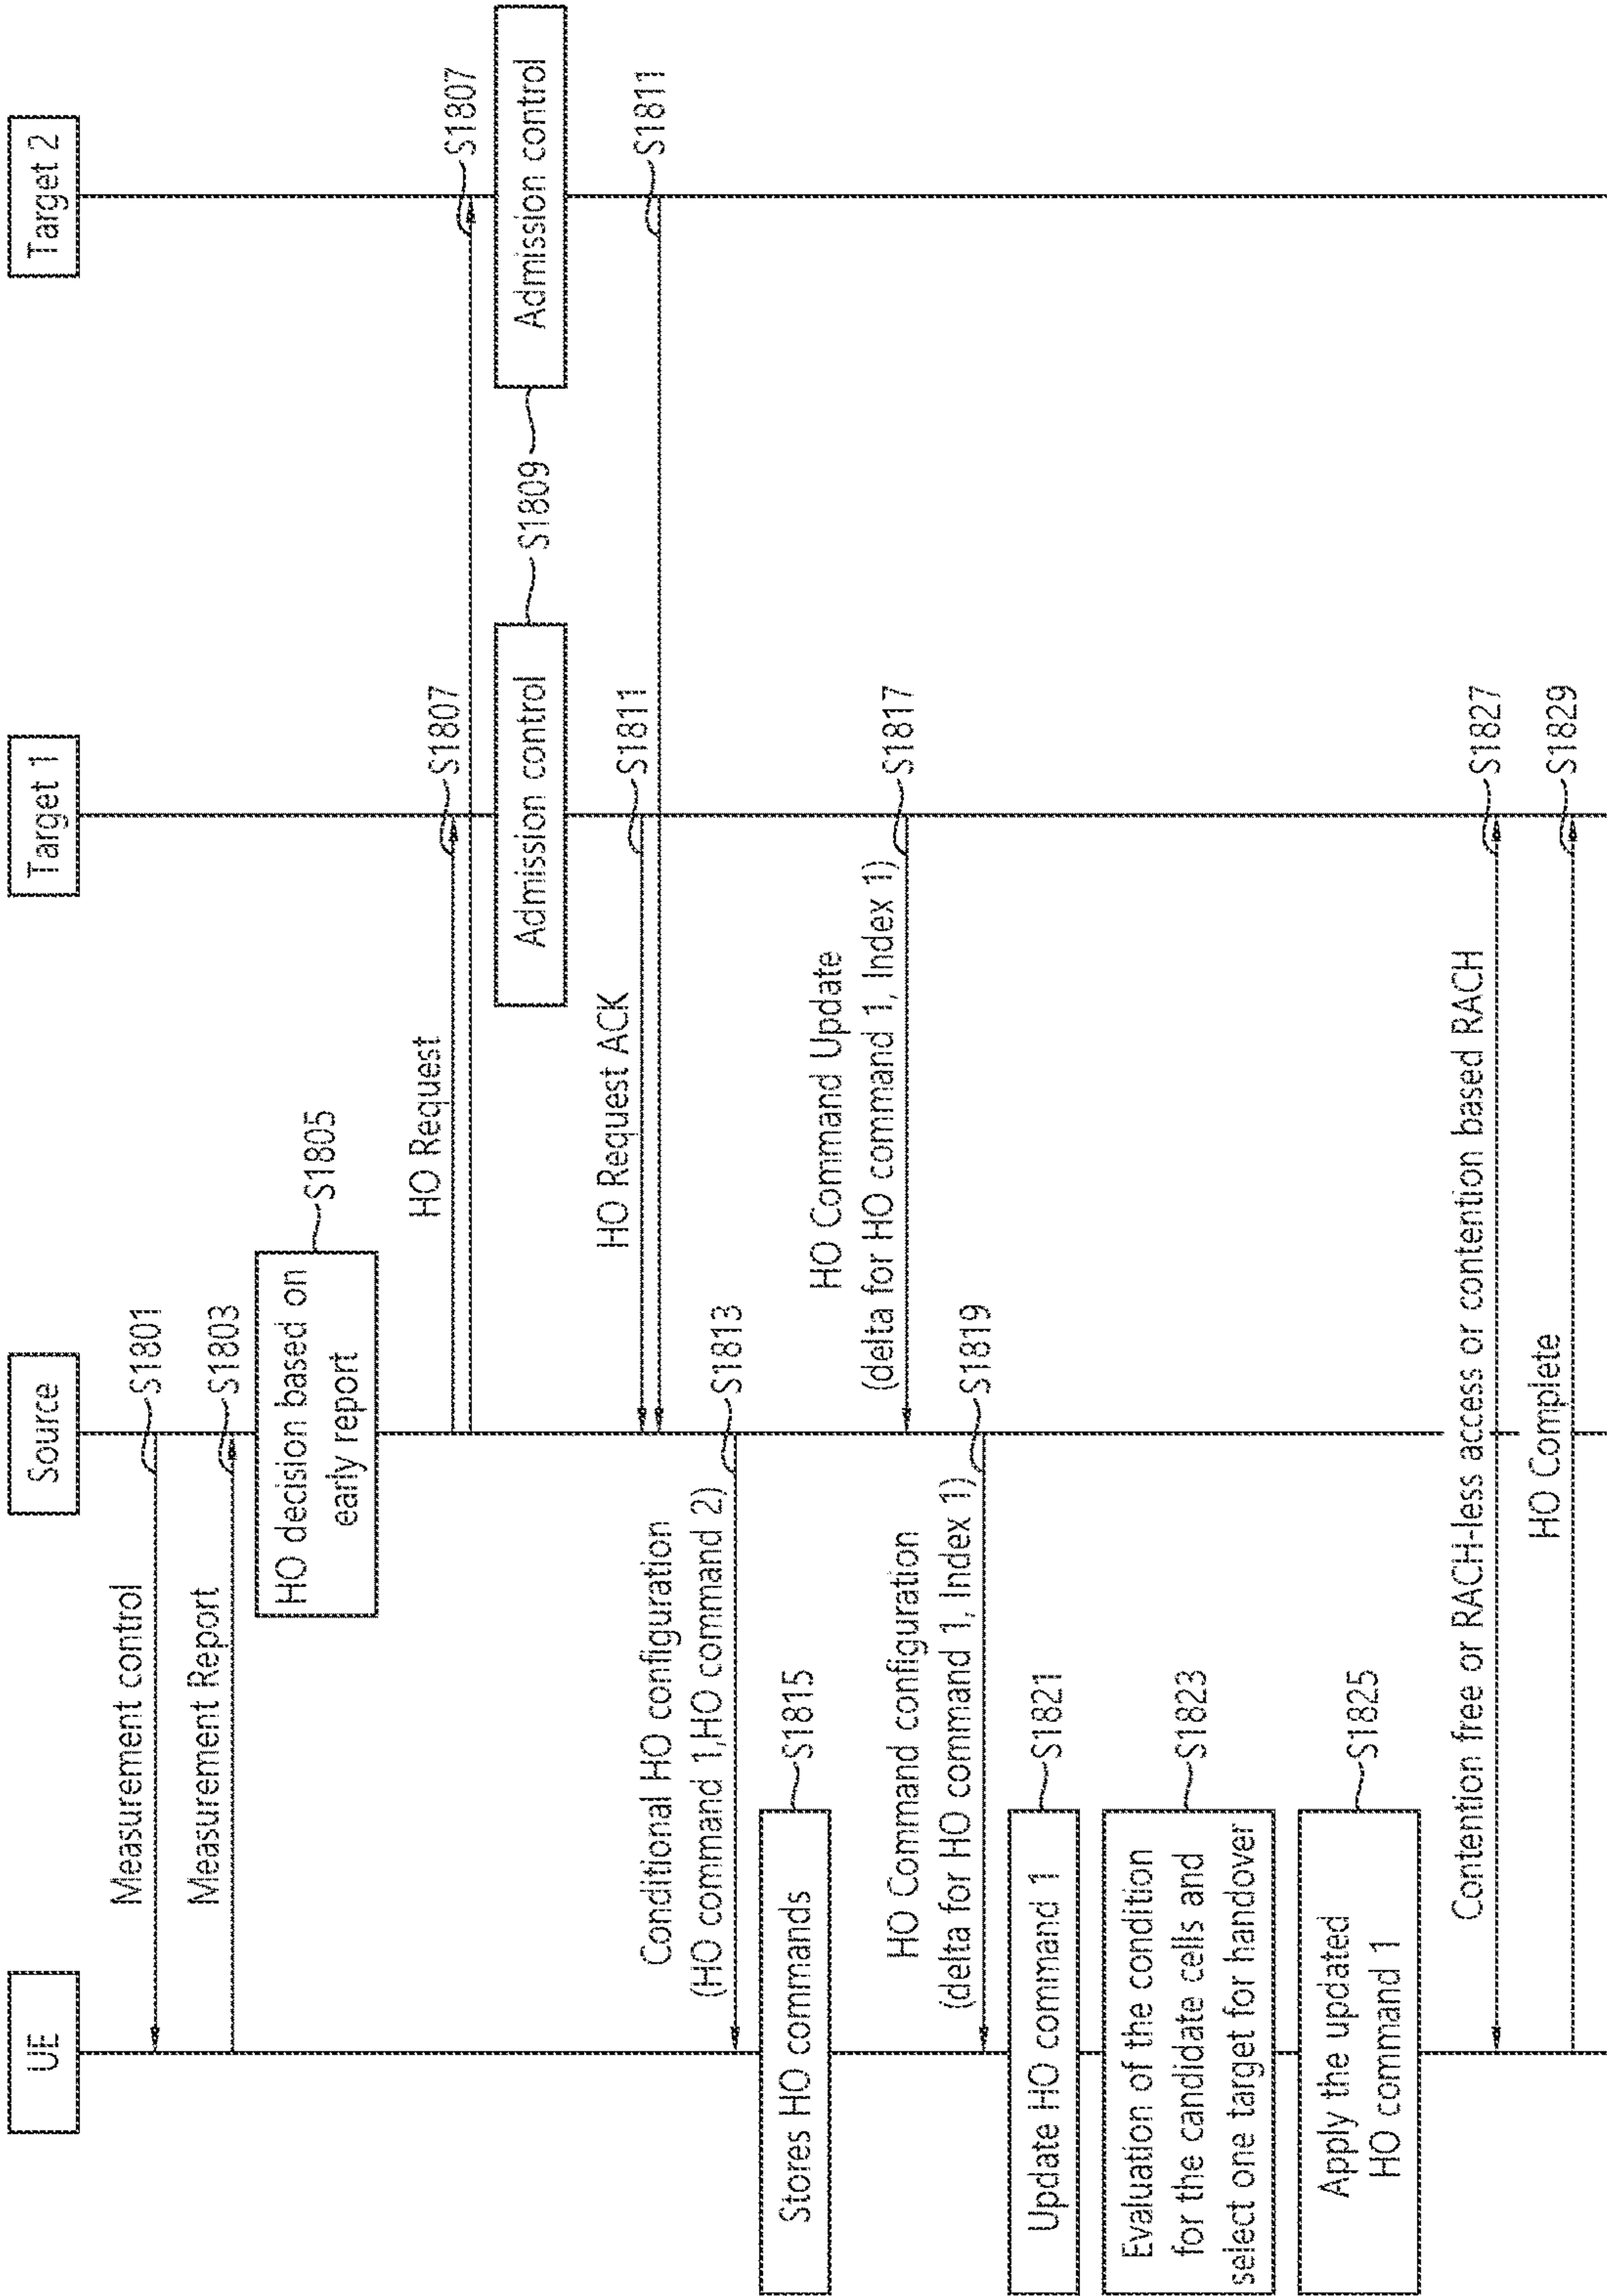 UE
Source
Target 1
Target 2
Measurement control
S1801
Measurement Report
S1803
HO decision based on
early report
S1805
HO Request
S1807
S1807
Admission control
S1809
Admission control
HO Request ACK
S1811
S1811
Conditional HO configuration
(HO command 1,HO command 2)
S1813
Stores HO commands
S1815
HO Command Update
(delta for HO command 1, Index 1)
S1817
HO Command configuration
(delta for HO command 1, Index 1)
S1819
Update HO command 1
S1821
Evaluation of the condition
for the candidate cells and
select one target for handover
S1823
Apply the updated
HO command 1
S1825
Contention free or RACH-less access or contention based RACH
S1827
HO Complete
S1829